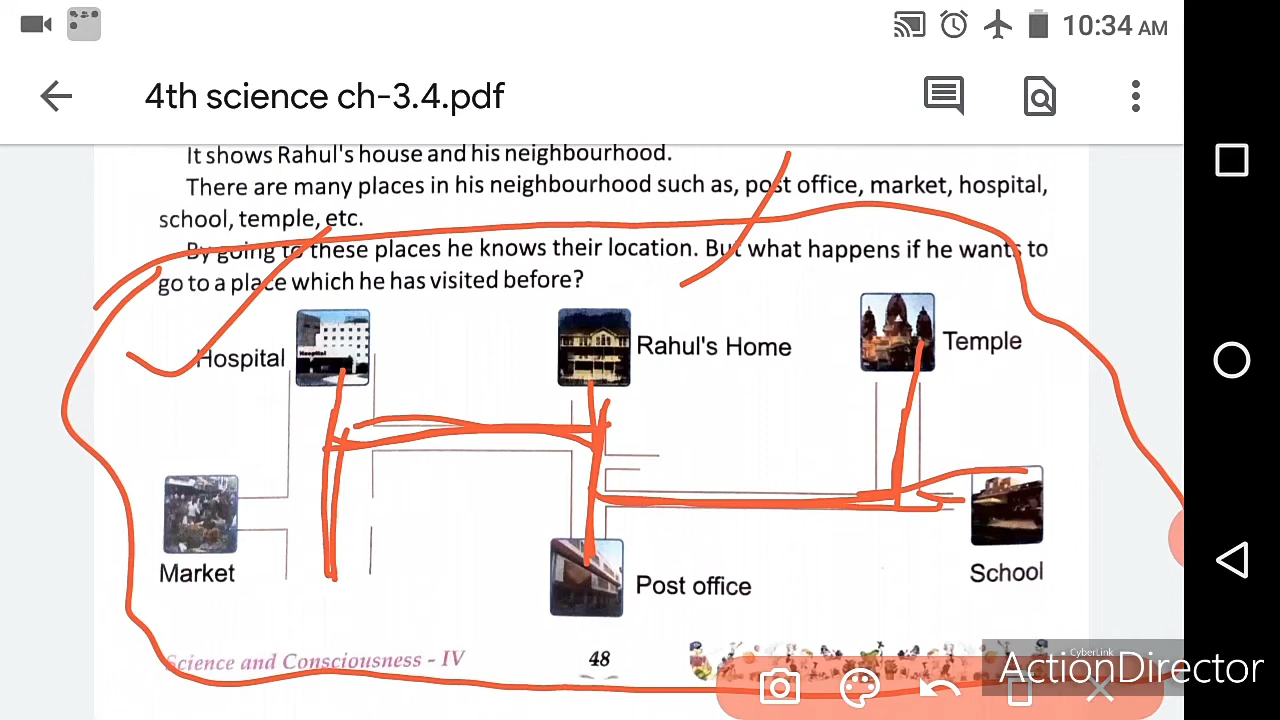 10:34 AM
4th science ch-3.4.pdf
It shows Rahul's house and his neighbourhood.
There are many places in his neighbourhood such as, post office, market, hospital,
school, temple, etc.
By going to these places he knows their location. But what happens if he wants to
go to a place which he has visited before?
Hospital
Hospital
Rahul's Home
Temple
Market
Post office
School
Science and Consciousness - IV
48
CyberLink
ActionDirector